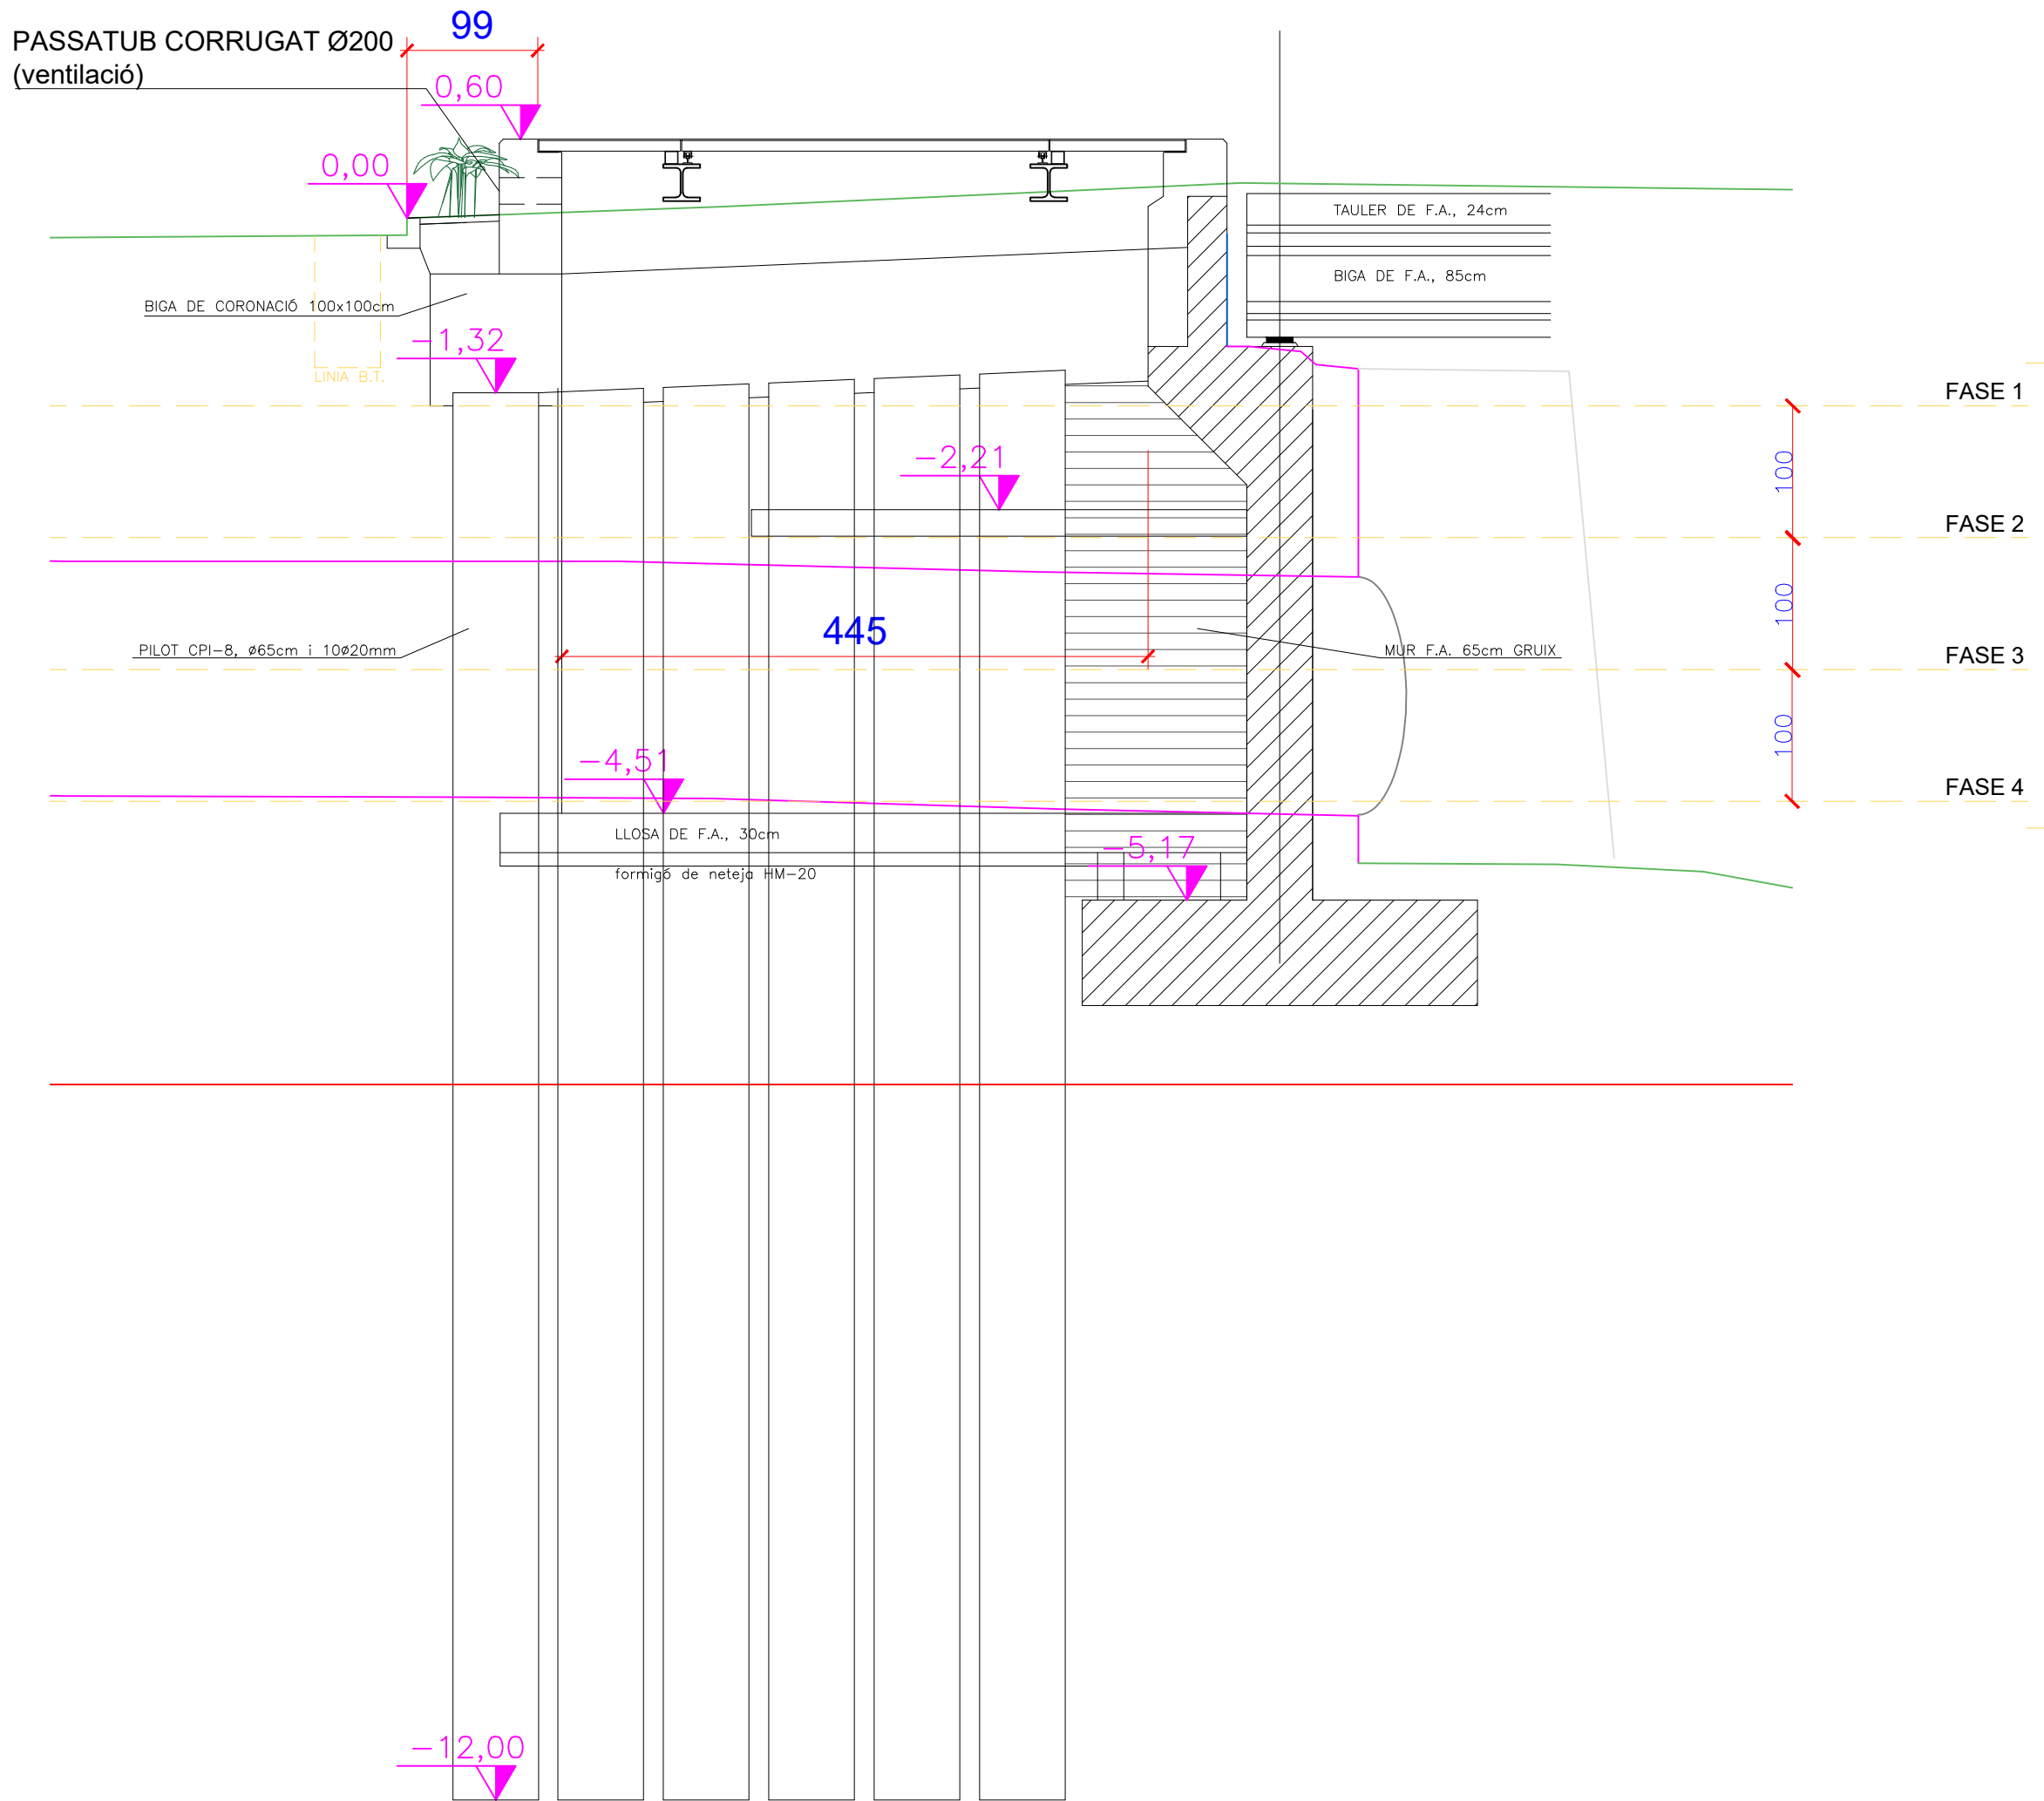 99
PASSATUB CORRUGAT Ø200
(ventilació)
0,60
0,00
TAULER DE F.A., 24cm
BIGA DE F.A., 85cm
BIGA DE CORONACIÓ 100x100cm
-1,32
LINIA B.T.
FASE 1
-2,21
100
FASE 2
100
445
PILOT CPI-8, Ø65cm i 10Ø20mm
MUR F.A. 65cm GRUIX
FASE 3
100
-4,51
FASE 4
LLOSA DE F.A., 30cm
-5,17
formigó de neteja HM-20
-12,00